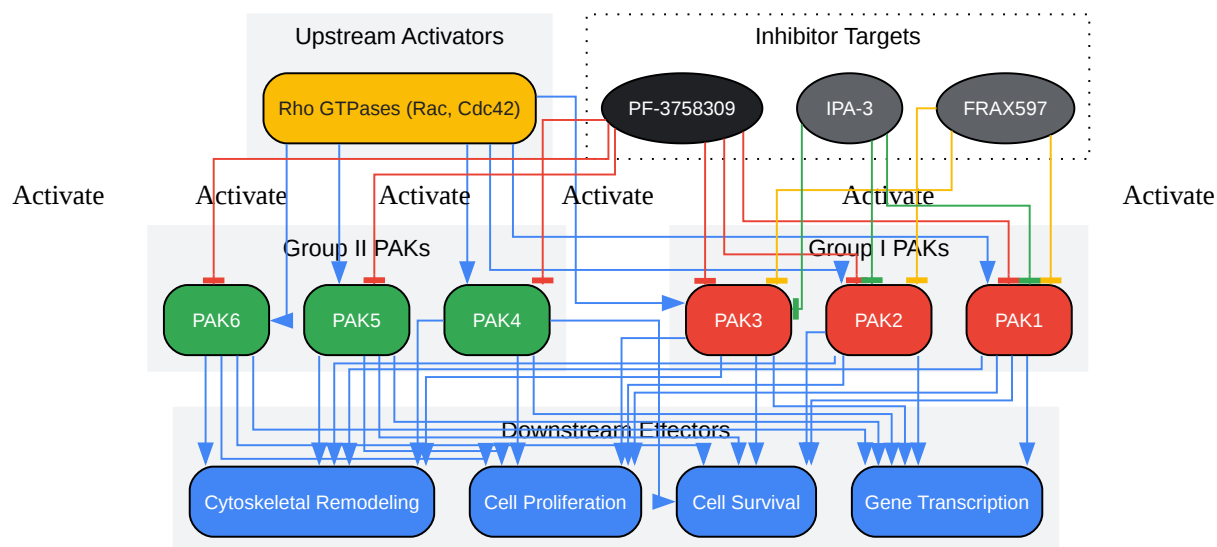 Upstream Activators
Inhibitor Targets
Rho GTPases (Rac, Cdc42)
PF-3758309
IPA-3
FRAX597
Activate
Activate
Activate
Activate
Activate
Activate
Group II PAKs
Group I PAKs
PAK6
PAK5
PAK4
PAK3
PAK2
PAK1
Downstream Effectors
Cytoskeletal Remodeling
Cell Proliferation
Cell Survival
Gene Transcription